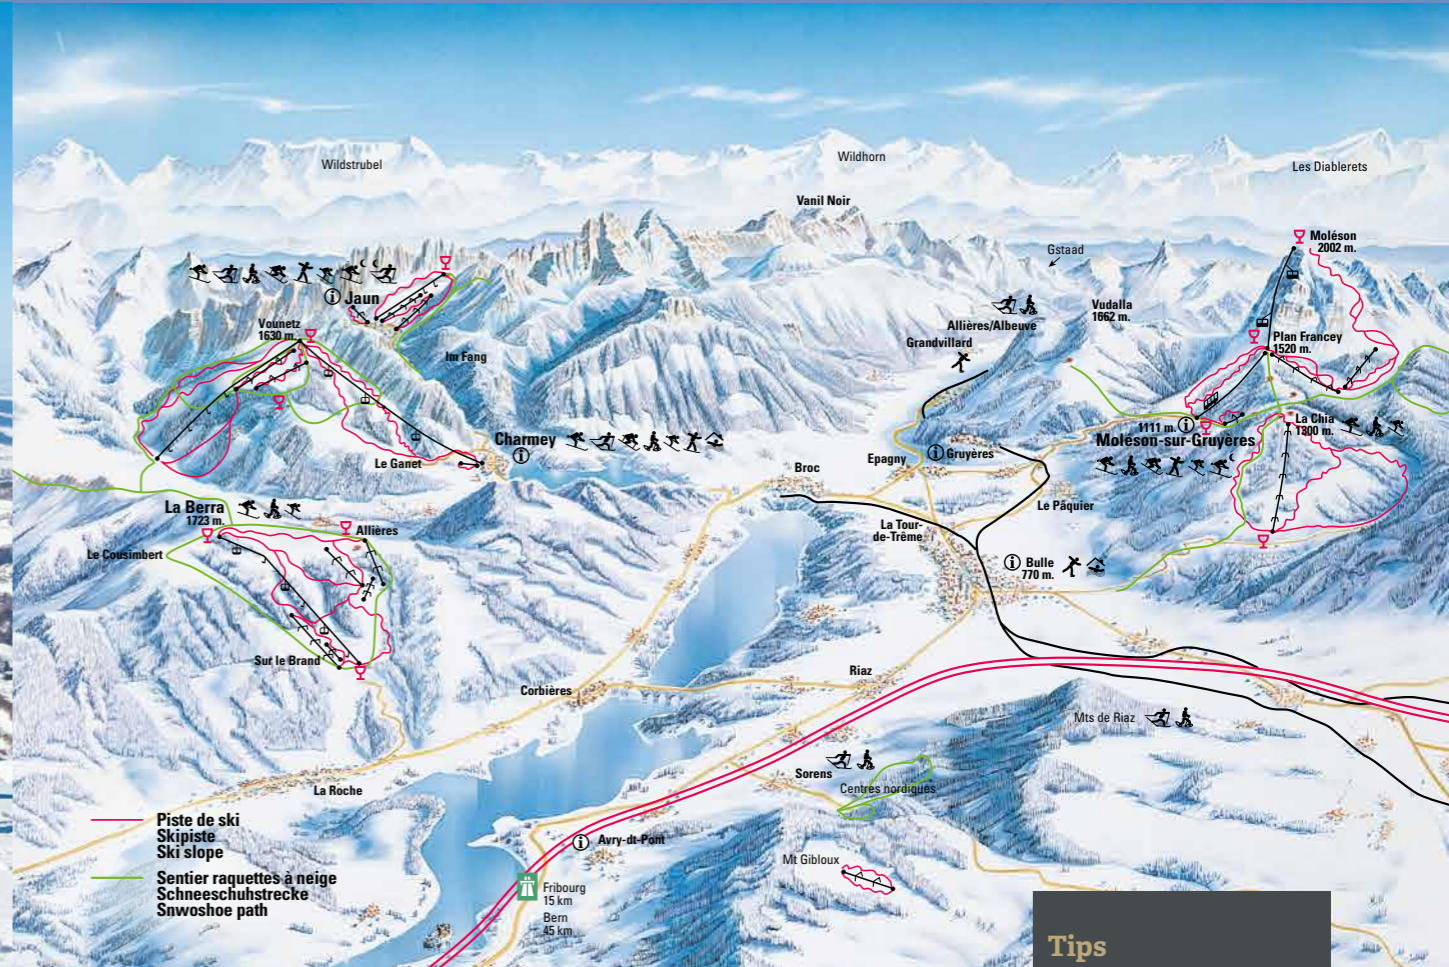 Wildstrubel
Wildhorn
Les Diablerets
Vanil Noir
Gstaad
Moléson
2002 m.
Jaun
Vounetz
1630 m.
Im Fang
Allières/Albeuve
Grandvillard
Vudalla
1662 m.
Plan Francey
1520 m.
La Chia
1300 m.
1111 m.
Moléson-sur-Gruyères
Charmey
Le Ganet
Broc
Epagny
Gruyères
Le Pâquier
La Tour-
de-Trême
Bulle
770 m.
La Berra
1723 m.
Allières
Le Cousimbert
Sur le Brand
Corbières
Riaz
Mts de Riaz
Sorens
Centres nordiques
La Roche
Avry-dt-Pont
Mt Gibloux
Fribourg
15 km
Bern
45 km
Piste de ski
Skipiste
Ski slope
Sentier raquettes à neige
Schneeschuhstrecke
Snwoshoe path
Tips